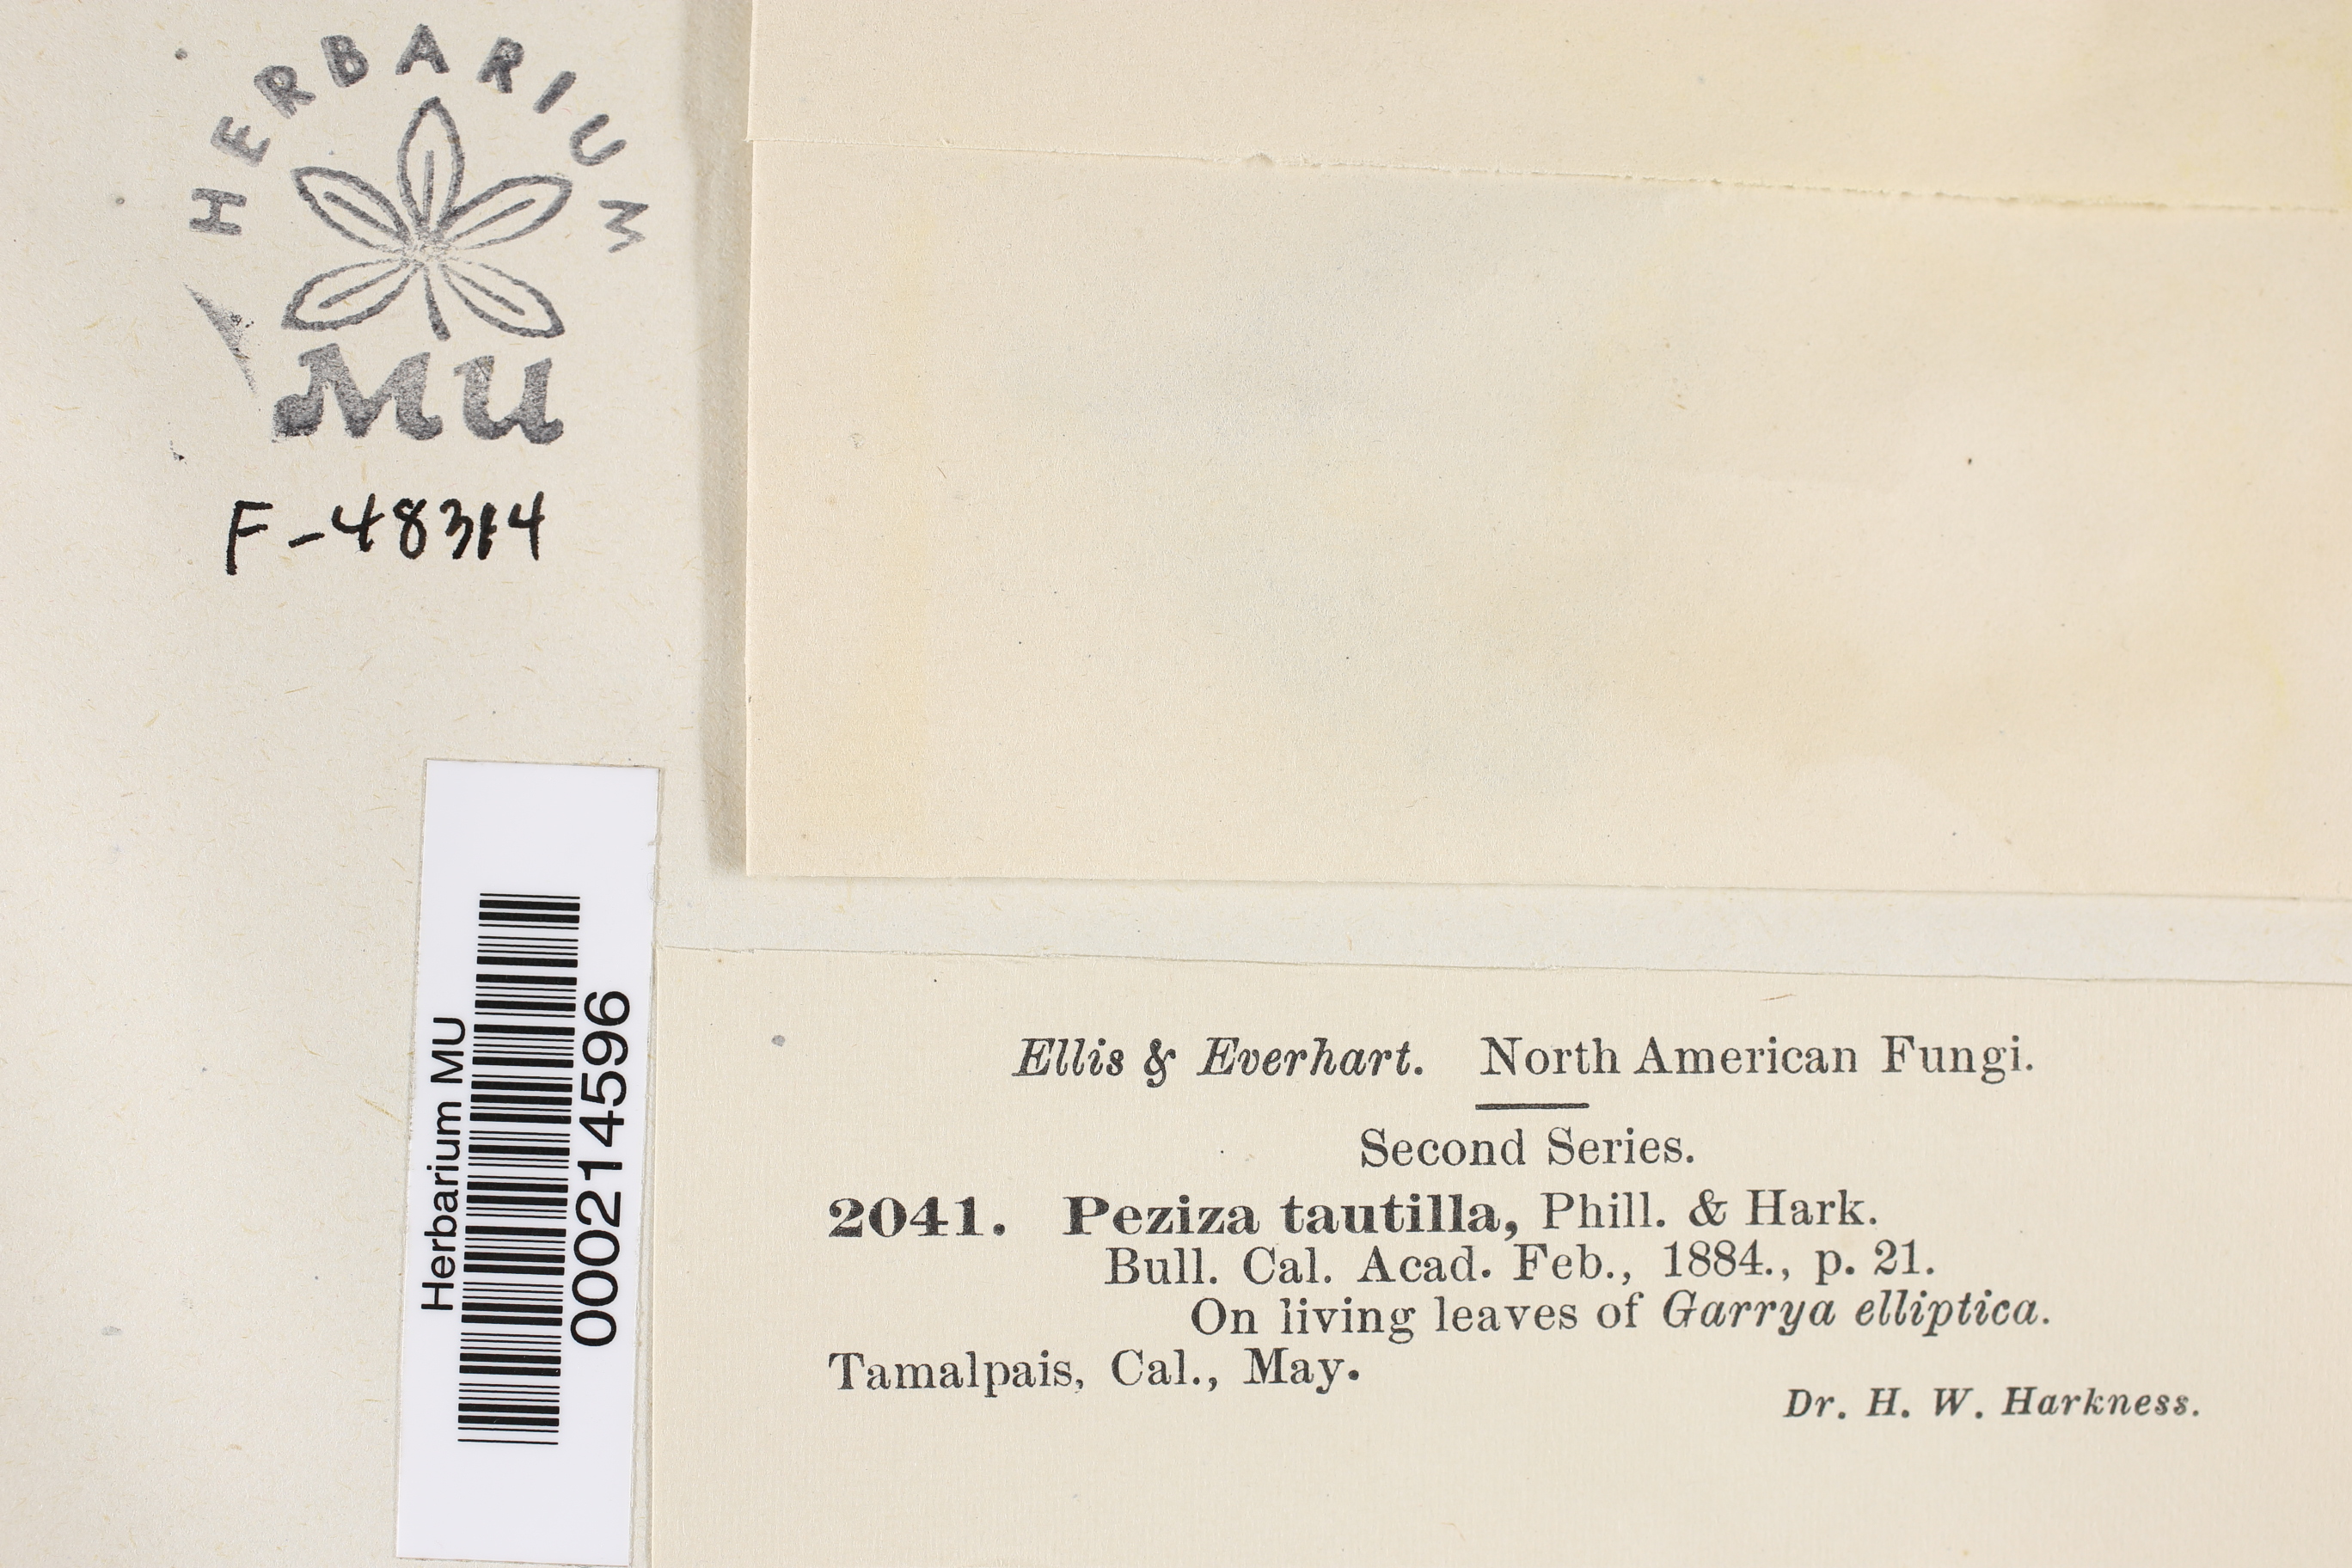 HERBARIUM
MU
F-48314
Herbarium MU
000214596
Ellis & Everhart. North American Fungi.
Second Series.
2041. Peziza tautilla, Phill. & Hark.
Bull. Cal. Acad. Feb., 1884., p. 21.
On living leaves of Garrya elliptica.
Tamalpais, Cal., May.
Dr. H. W. Harkness.